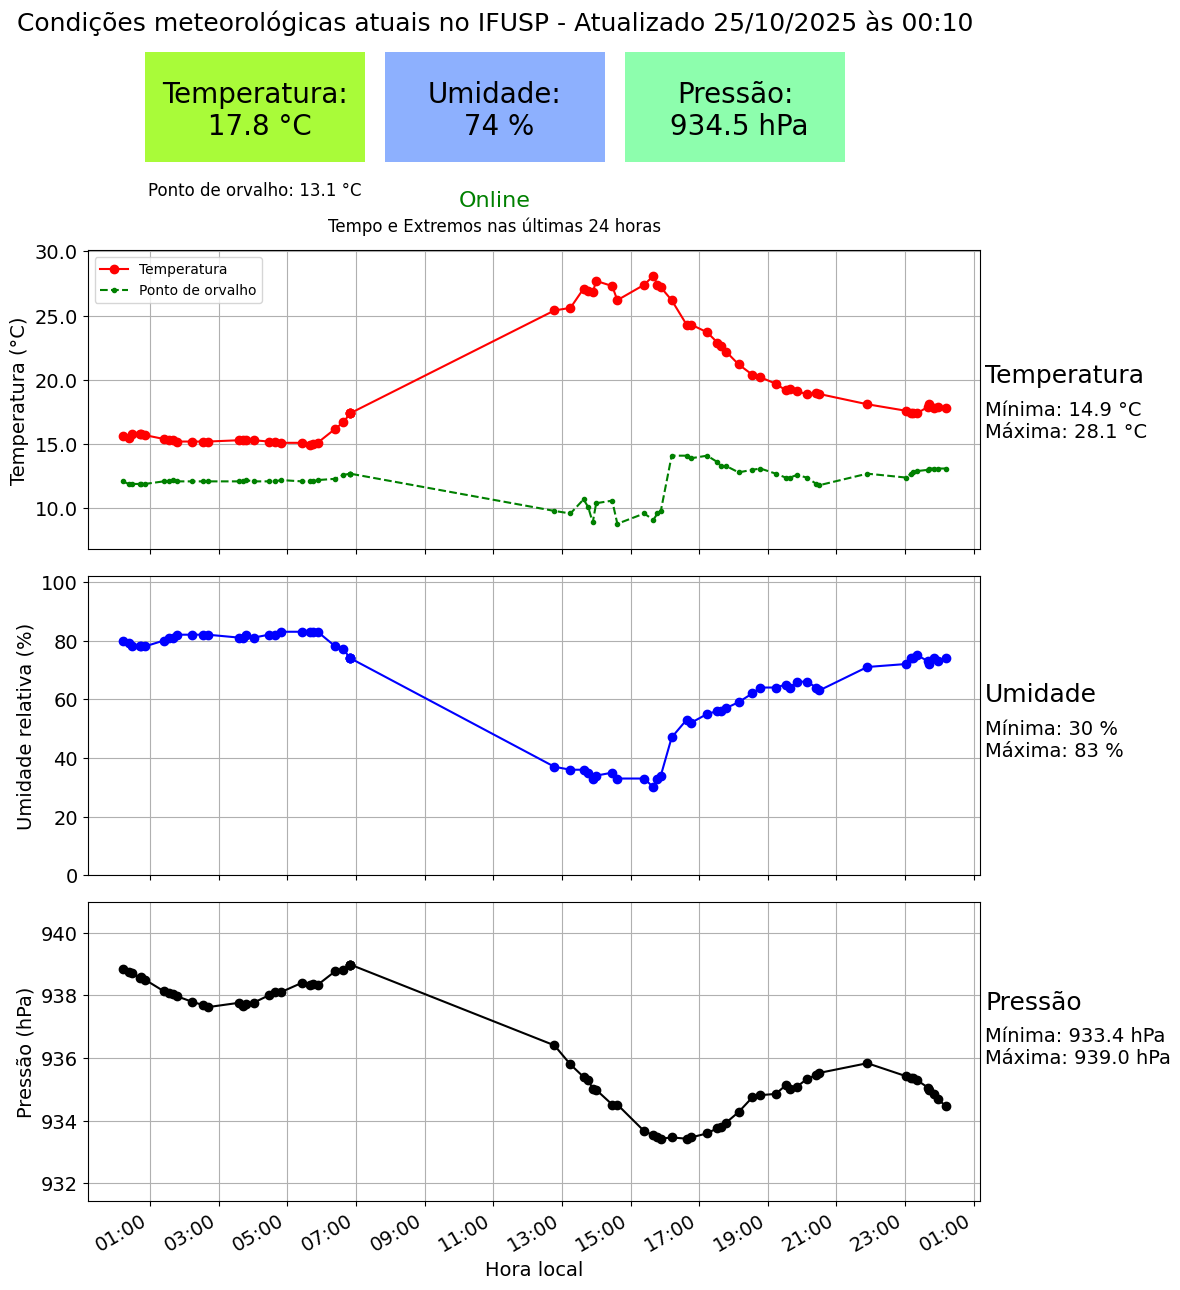 Condições meteorológicas atuais no IFUSP - Atualizado 25/10/2025 às 00:10
Temperatura:
17.8 °C
Umidade:
74 %
Pressão:
934.5 hPa
Ponto de orvalho: 13.1 °C
Online
Tempo e Extremos nas últimas 24 horas
Temperatura (°C)
30.0
25.0
20.0
15.0
10.0
Temperatura
Ponto de orvalho
Temperatura
Mínima: 14.9 °C
Máxima: 28.1 °C
Umidade relativa (%)
100
80
60
40
20
0
Umidade
Mínima: 30 %
Máxima: 83 %
Pressão (hPa)
940
938
936
934
932
Pressão
Mínima: 933.4 hPa
Máxima: 939.0 hPa
01:00 03:00 05:00 07:00 09:00 11:00 13:00 15:00 17:00 19:00 21:00 23:00 01:00
Hora local